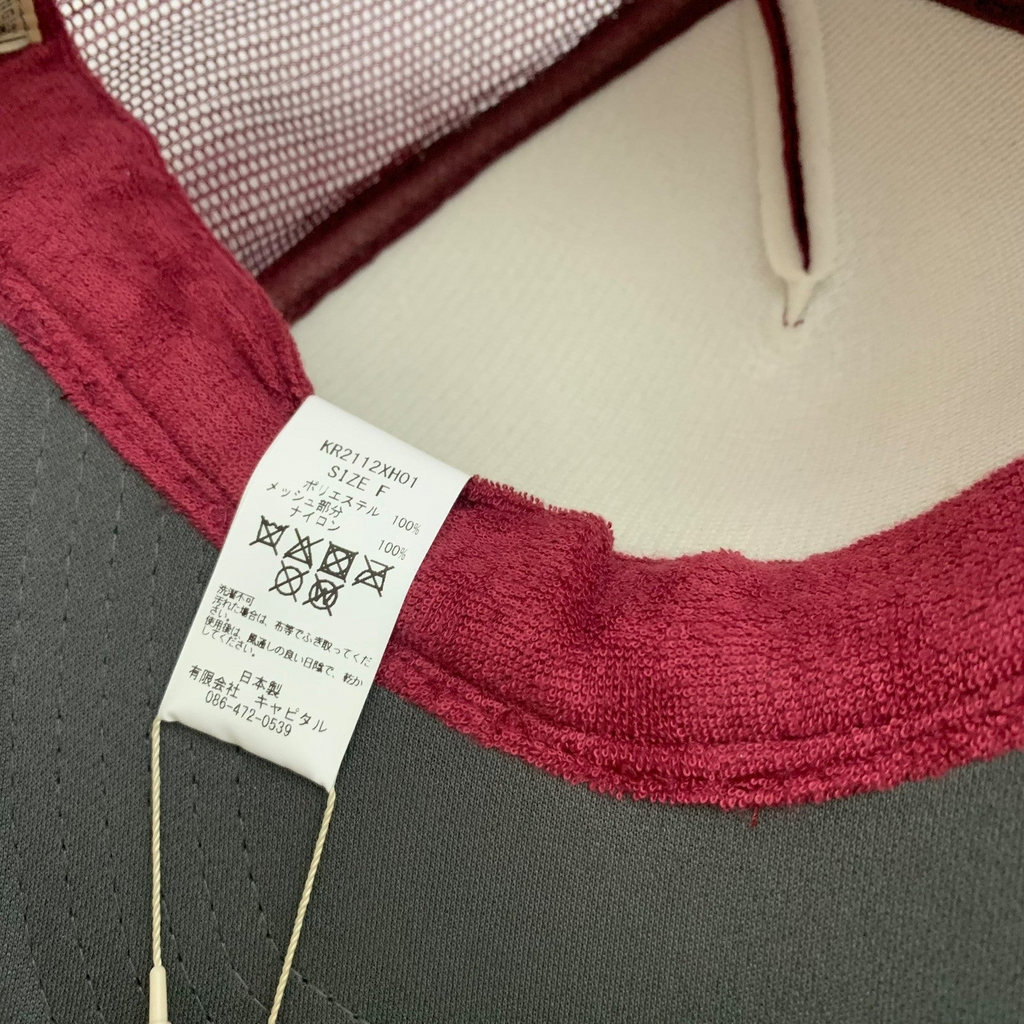 KR2112XH01
SIZE F
ポリエステル 100%
メッシュ部分
ナイロン 100%
洗濯不可
汚れた場合は、布等でふき取ってくだ
さい。
使用後は、風通しの良い日陰で、乾か
してください。
日本製
有限会社 キャピタル
086-472-0539